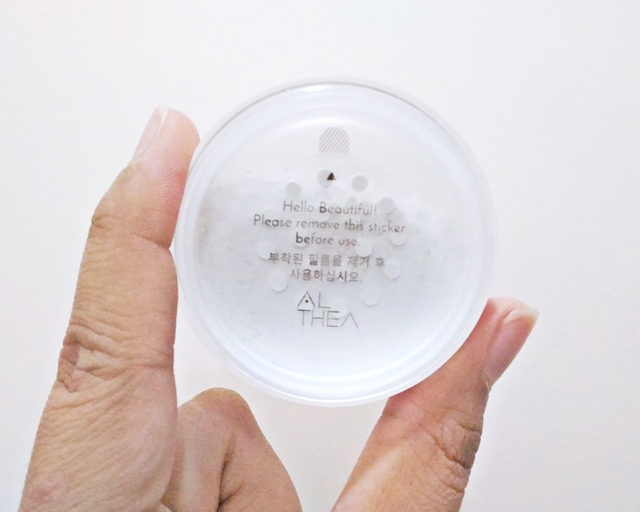 Hello Beautiful!
Please remove this sticker
before use.
부착된 필름을 제거 후
사용하십시오.
AL
THEA